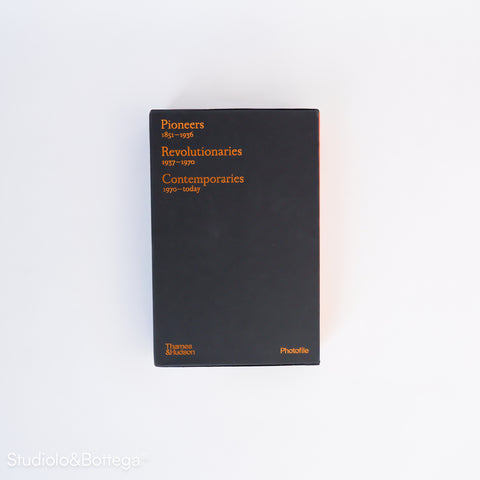 Pioneers
1851–1936
Revolutionaries
1937–1970
Contemporaries
1970–today
Thames
&Hudson
Photofile
Studiolo&Bottega